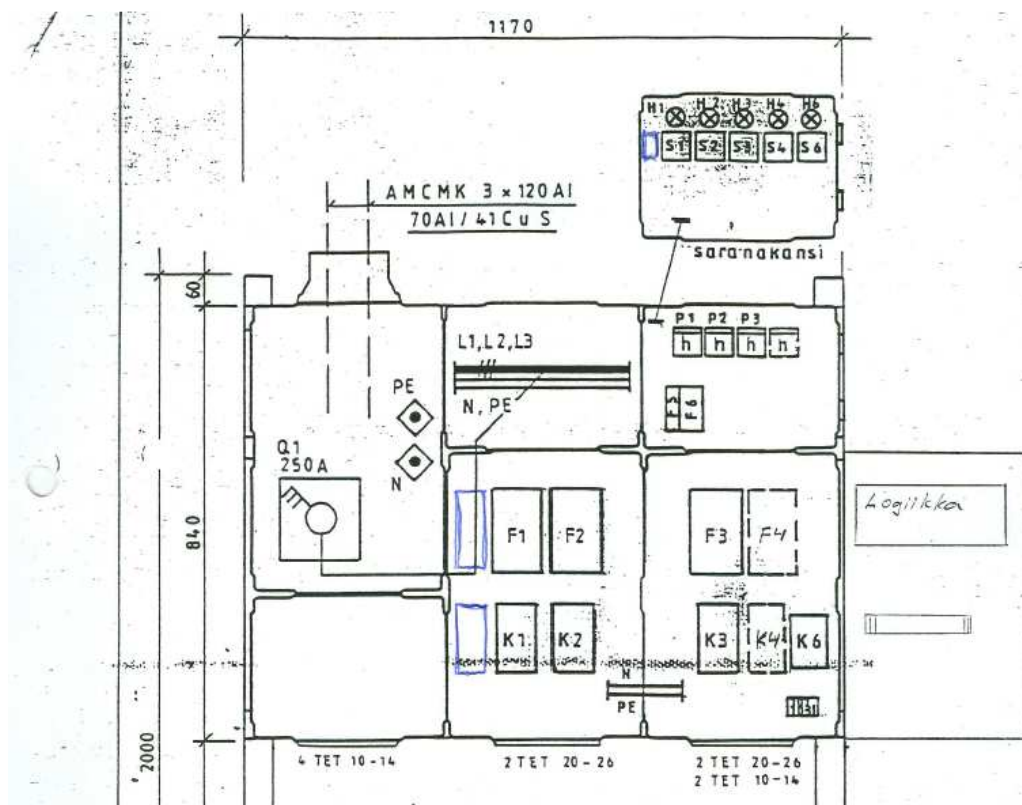 1170
H1 H2 H3 H4 H6
S1 S2 S3 S4 S6
AMCMK 3 x 120 Al
70Al / 41 Cu S
saranakansi
60
P1 P2 P3
h h h h
L1, L2, L3
N, PE
F5 F6
PE
N
Q1
250A
Logiikka
840
F1 F2 F3 F4
K1 K2 K3 K4 K6
N
PE
2000
4 TET 10-14
2 TET 20-26
2 TET 20-26
2 TET 10-14